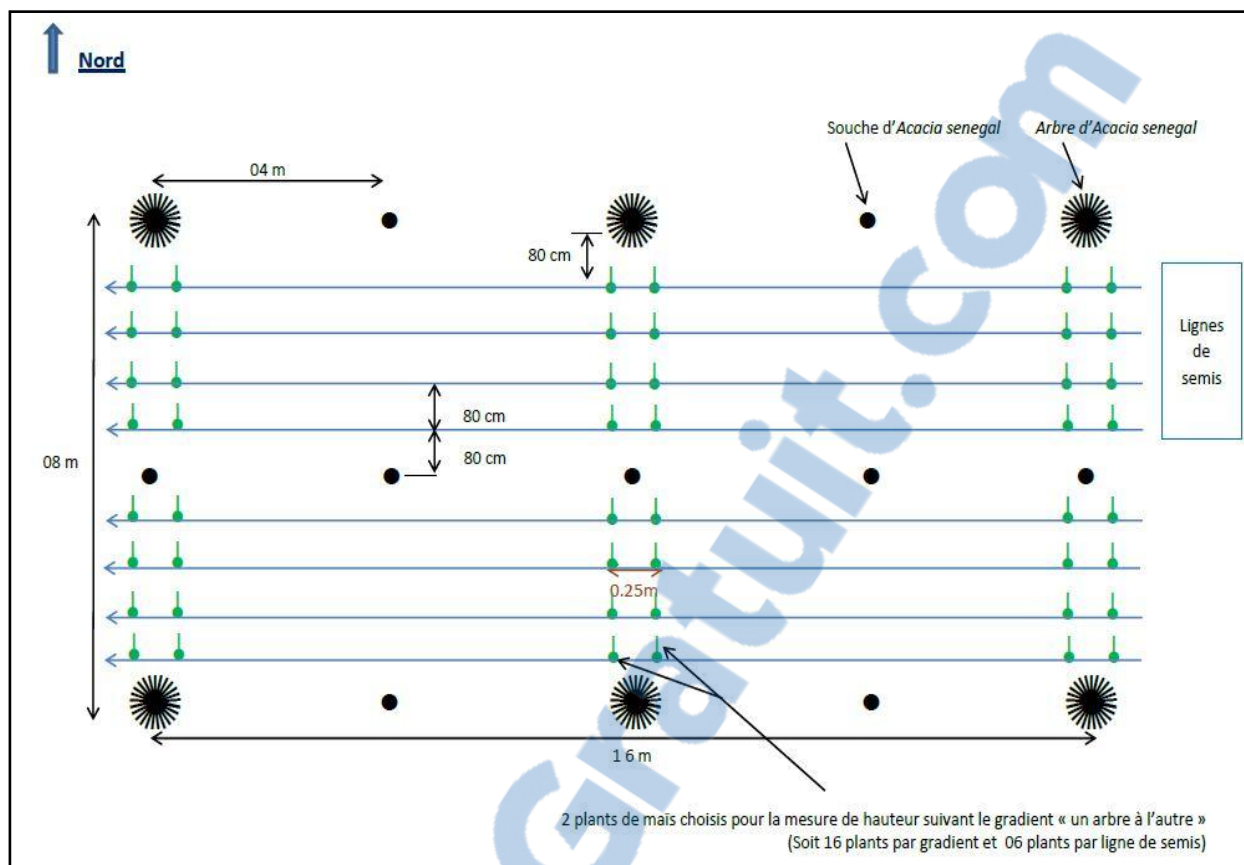 Nord
Souche d'Acacia senegal
Arbre d'Acacia senegal
04 m
80 cm
Lignes
de
semis
80 cm
08 m
80 cm
0.25m
1 6 m
2 plants de maïs choisis pour la mesure de hauteur suivant le gradient « un arbre à l'autre »
(Soit 16 plants par gradient et 06 plants par ligne de semis)
Gratuit.com